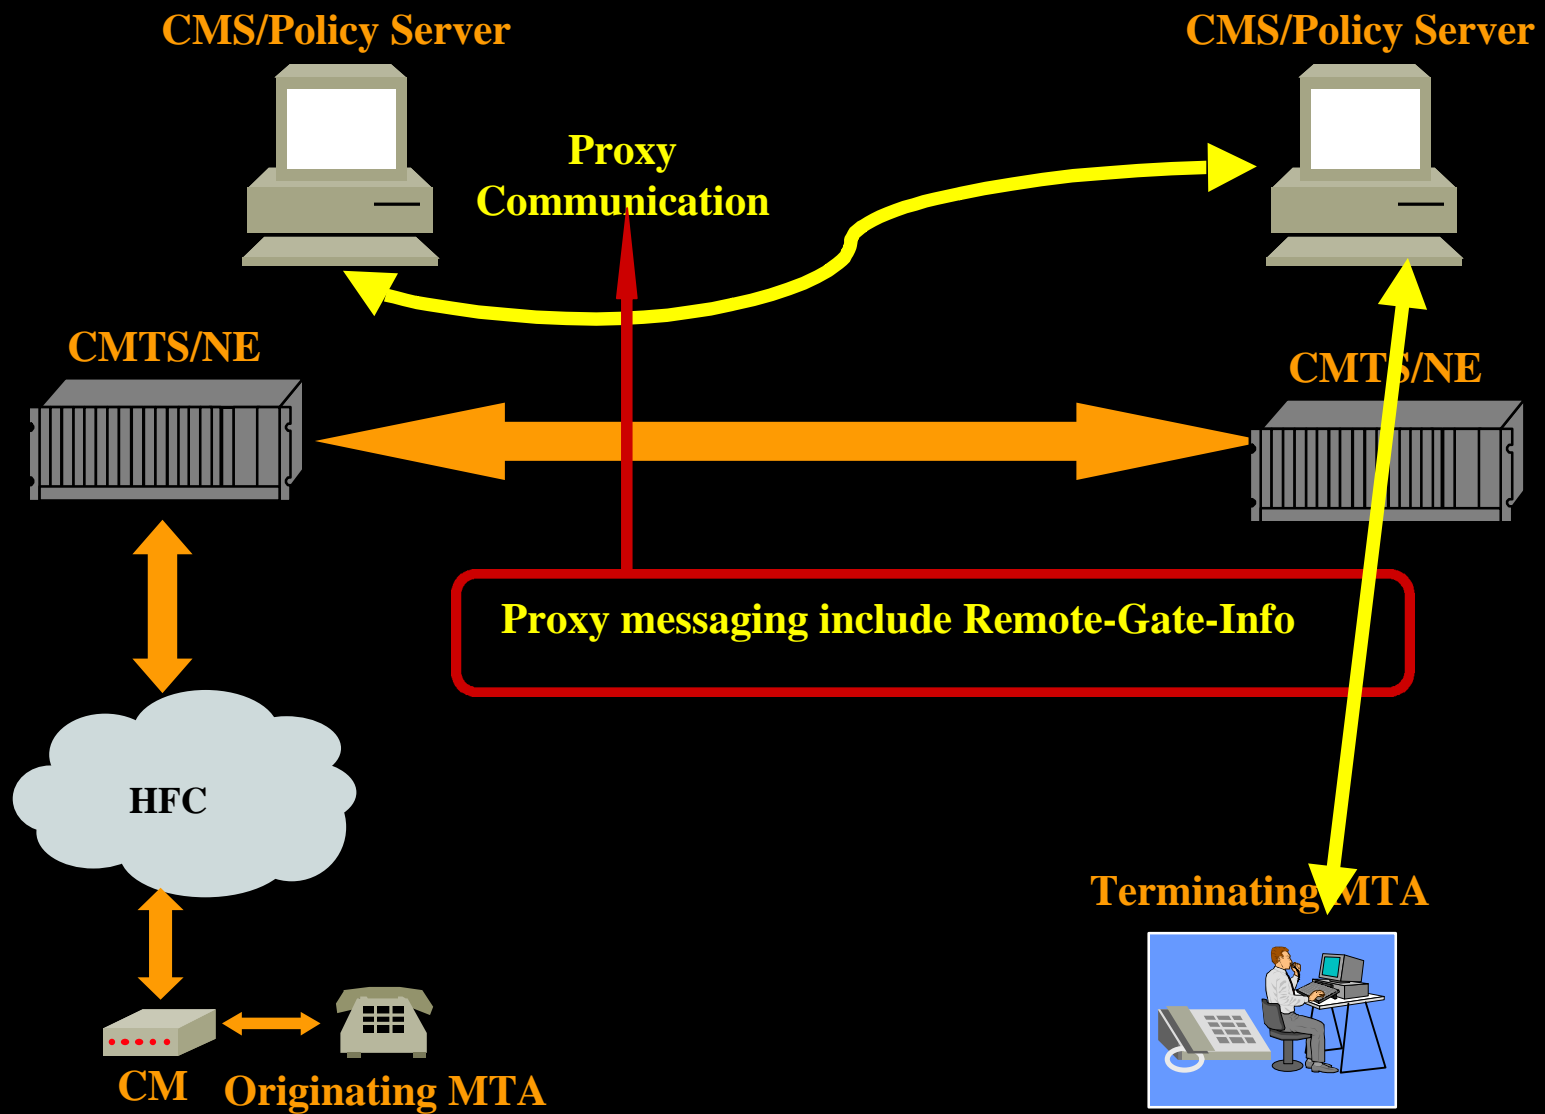 CMS/Policy Server
CMS/Policy Server
Proxy
Communication
CMTS/NE
CMTS/NE
Proxy messaging include Remote-Gate-Info
HFC
Terminating MTA
CM
Originating MTA